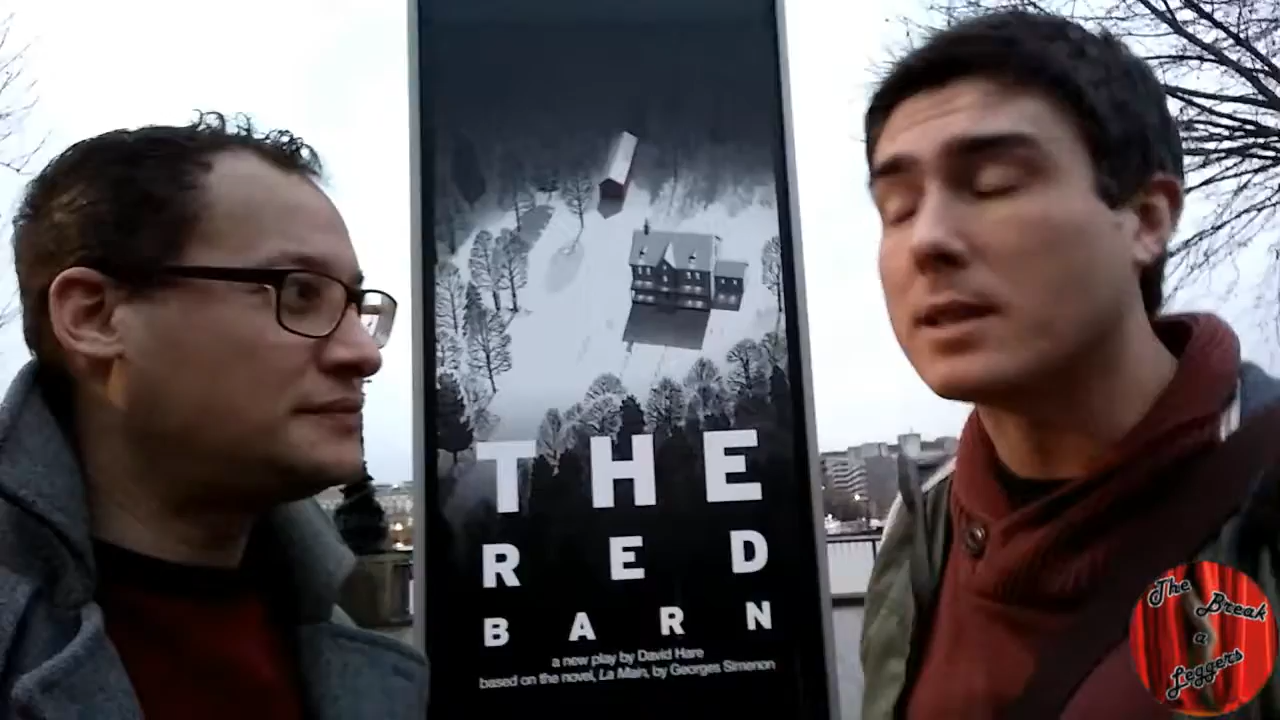 THE
RED
BARN
a new play by David Hare
based on the novel, La Main, by Georges Simenon
The Break
a
Leggers